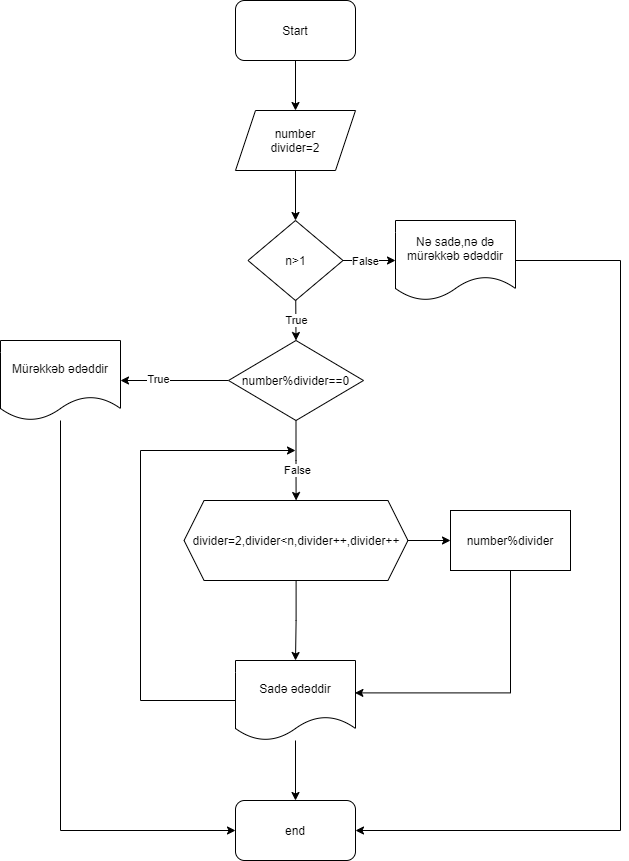 Start
number
divider=2
n>1
False
Nə sadə,nə də
mürəkkəb ədəddir
True
number%divider==0
True
Mürəkkəb ədəddir
False
divider=2,divider<n,divider++,divider++
number%divider
Sadə ədəddir
end